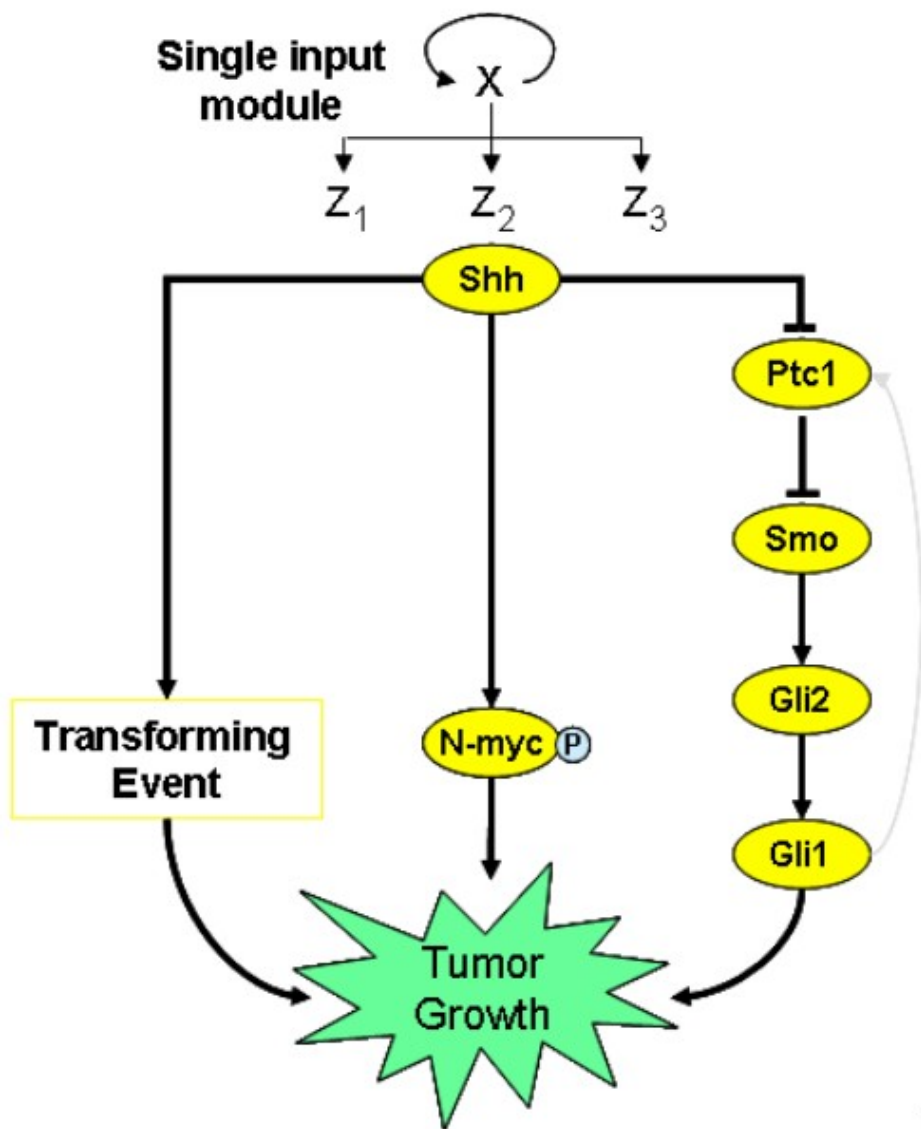 Single input
module
X
Z1 Z2 Z3
Shh
Ptc1
Smo
Gli2
Transforming
Event
N-myc P
Gli1
Tumor
Growth